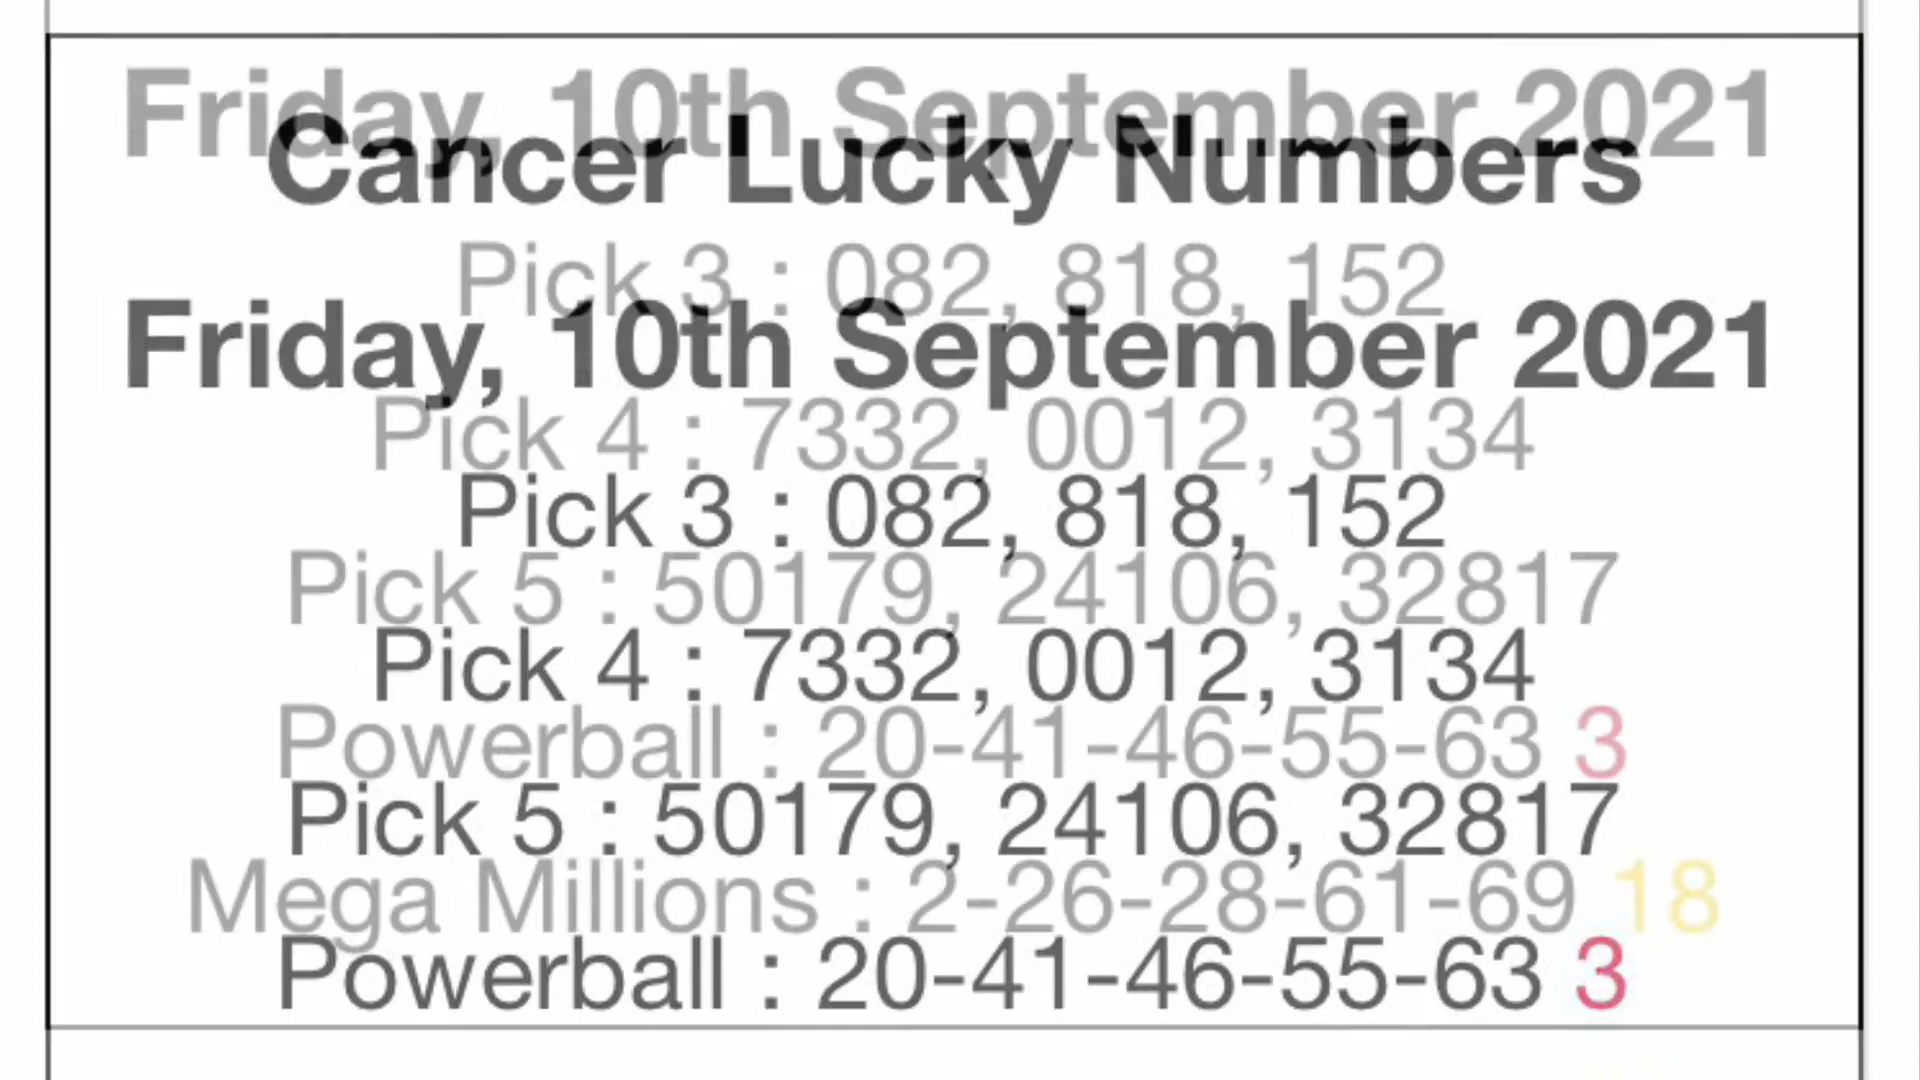 Friday, 10th September 2021
Cancer Lucky Numbers
Pick 3 : 082, 818, 152
Friday, 10th September 2021
Pick 4 : 7332, 0012, 3134
Pick 3 : 082, 818, 152
Pick 5 : 50179, 24106, 32817
Pick 4 : 7332, 0012, 3134
Powerball : 20-41-46-55-63 3
Pick 5 : 50179, 24106, 32817
Mega Millions : 2-26-28-61-69 18
Powerball : 20-41-46-55-63 3